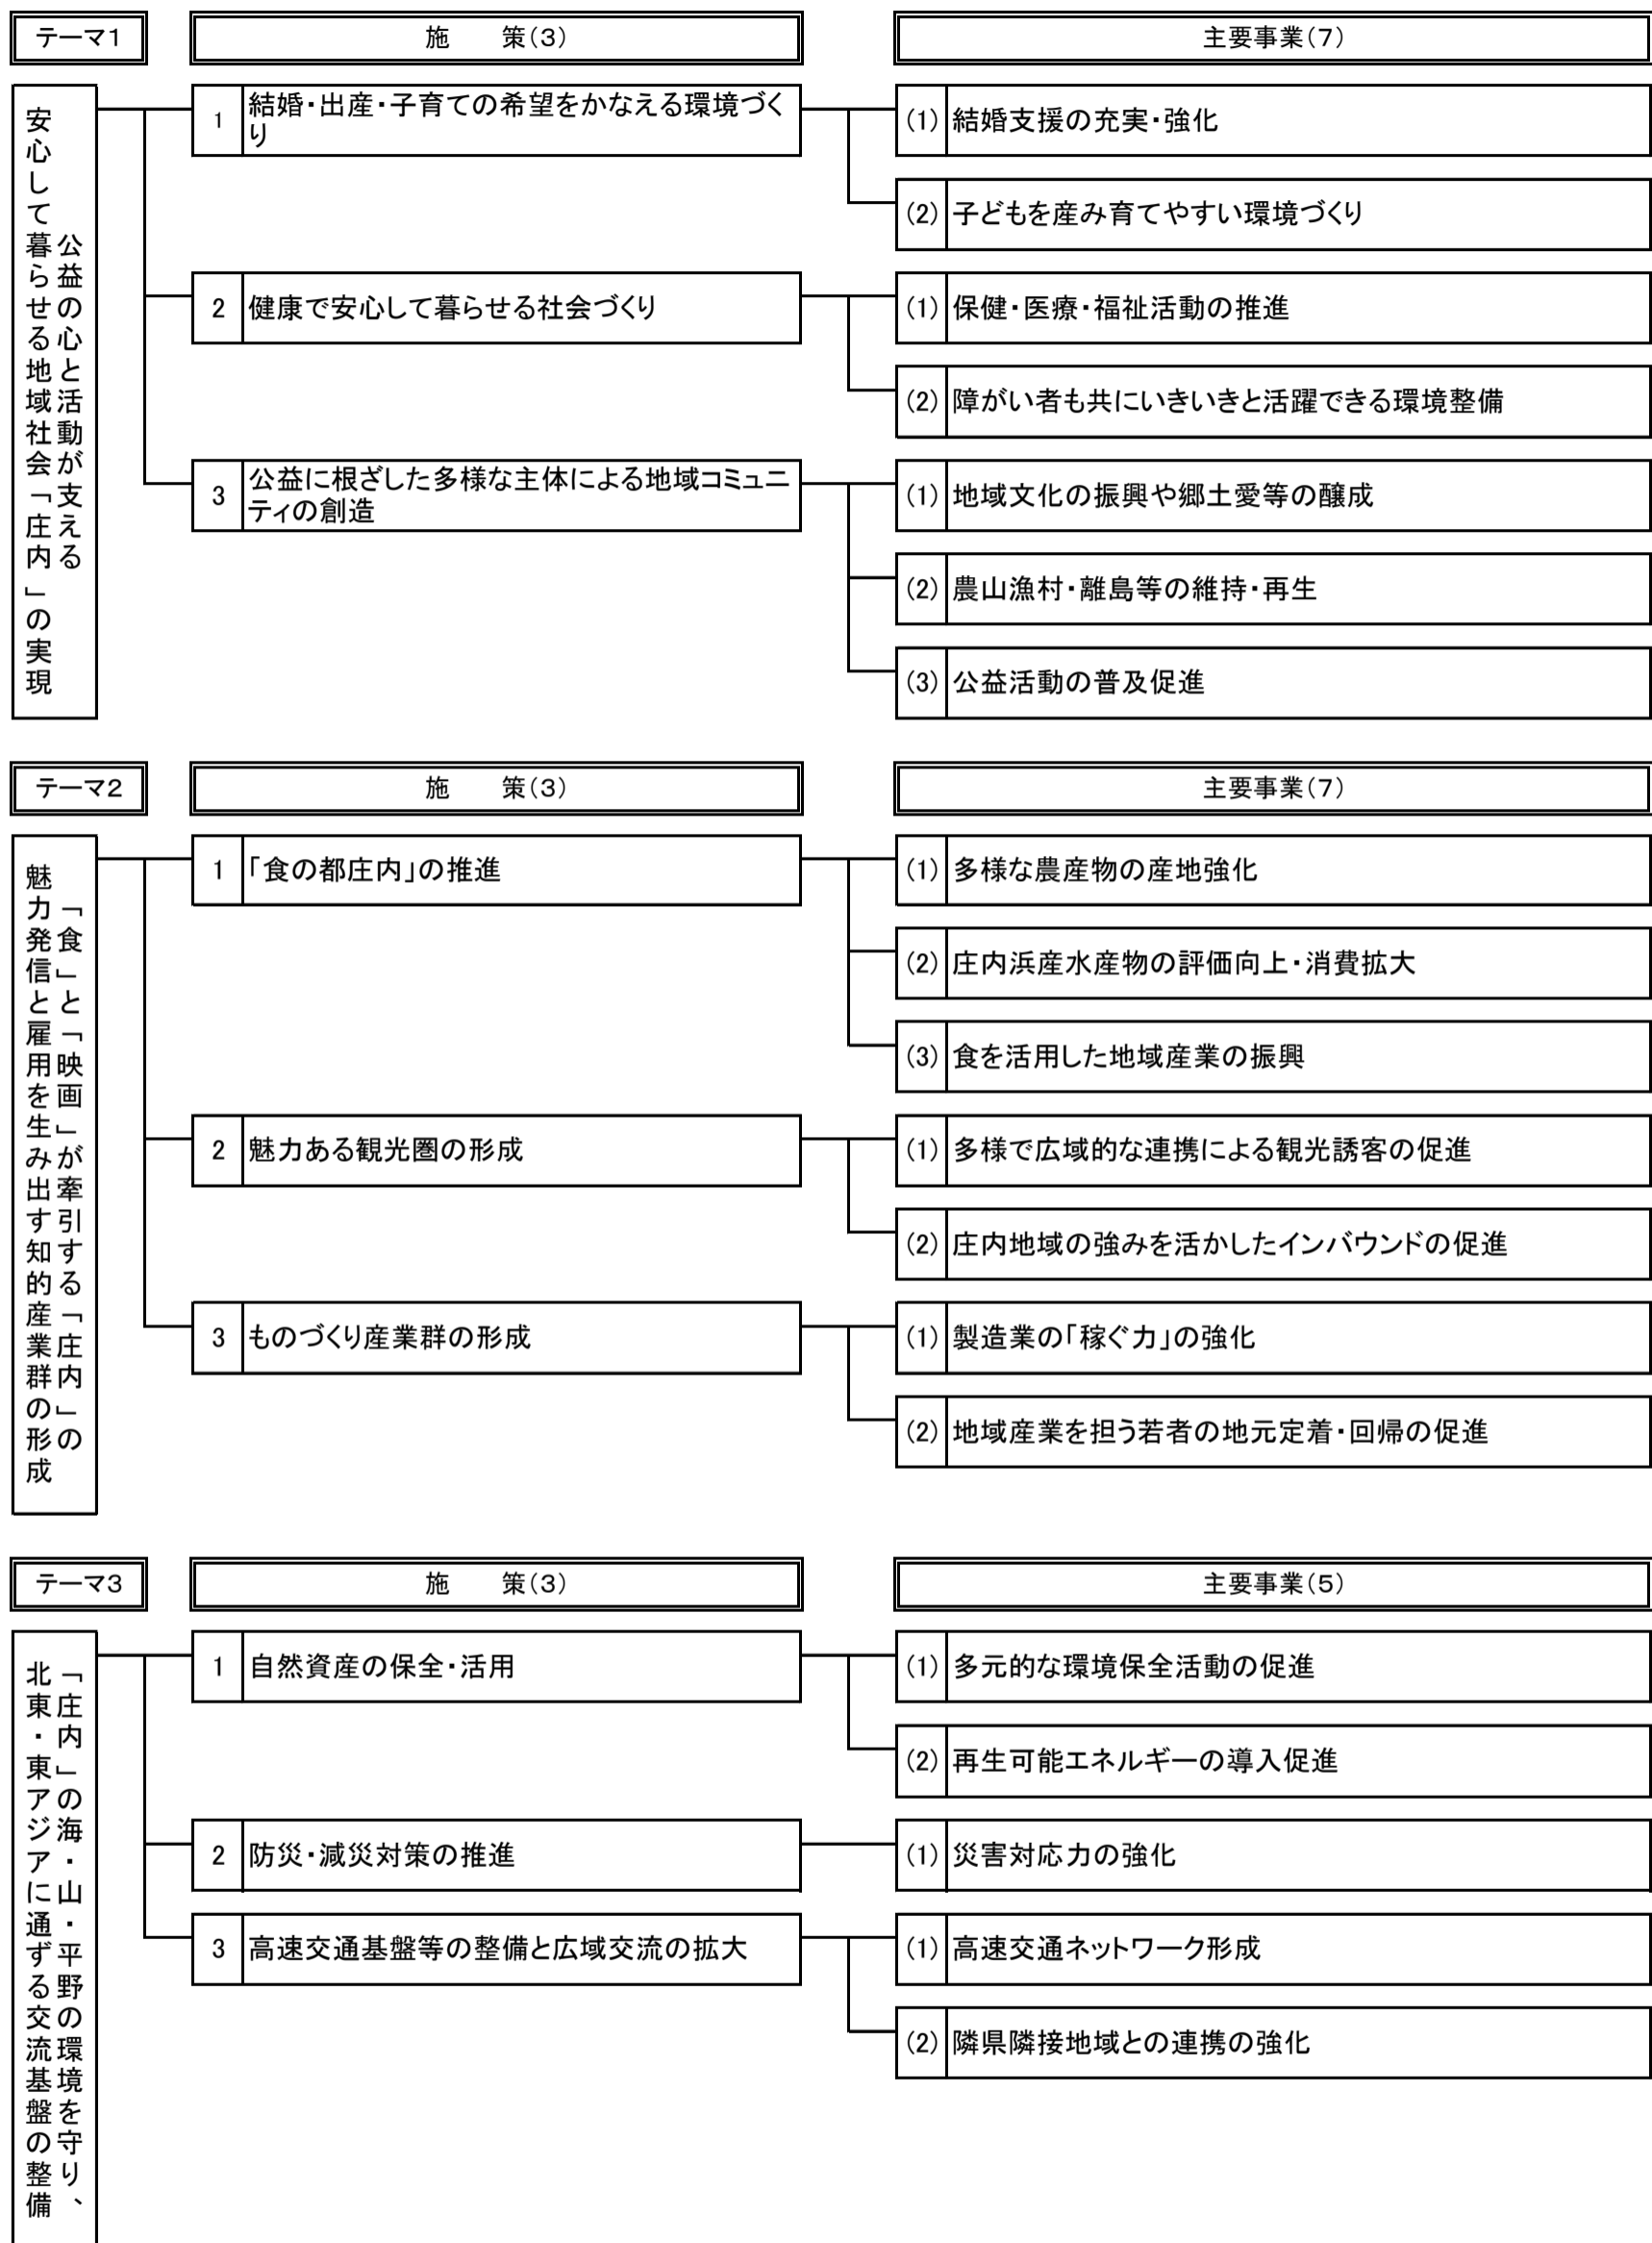 テーマ1
施　　策(3)
主要事業(7)
公益の心と活動が支える
安心して暮らせる地域社会「庄内」の実現
1
結婚・出産・子育ての希望をかなえる環境づく
り
(1) 結婚支援の充実・強化
(2) 子どもを産み育てやすい環境づくり
2 健康で安心して暮らせる社会づくり
(1) 保健・医療・福祉活動の推進
(2) 障がい者も共にいきいきと活躍できる環境整備
3
公益に根ざした多様な主体による地域コミュニ
ティの創造
(1) 地域文化の振興や郷土愛等の醸成
(2) 農山漁村・離島等の維持・再生
(3) 公益活動の普及促進
テーマ2
施　　策(3)
主要事業(7)
「食」と「映画」が牽引する「庄内」の
魅力発信と雇用を生み出す知的産業群の形成
1 「食の都庄内」の推進
(1) 多様な農産物の産地強化
(2) 庄内浜産水産物の評価向上・消費拡大
(3) 食を活用した地域産業の振興
2 魅力ある観光圏の形成
(1) 多様で広域的な連携による観光誘客の促進
(2) 庄内地域の強みを活かしたインバウンドの促進
3 ものづくり産業群の形成
(1) 製造業の「稼ぐ力」の強化
(2) 地域産業を担う若者の地元定着・回帰の促進
テーマ3
施　　策(3)
主要事業(5)
「庄内」の海・山・平野の環境を守り、
北東・東アジアに通ずる交流基盤の整備
1 自然資産の保全・活用
(1) 多元的な環境保全活動の促進
(2) 再生可能エネルギーの導入促進
2 防災・減災対策の推進
(1) 災害対応力の強化
3 高速交通基盤等の整備と広域交流の拡大
(1) 高速交通ネットワーク形成
(2) 隣県隣接地域との連携の強化